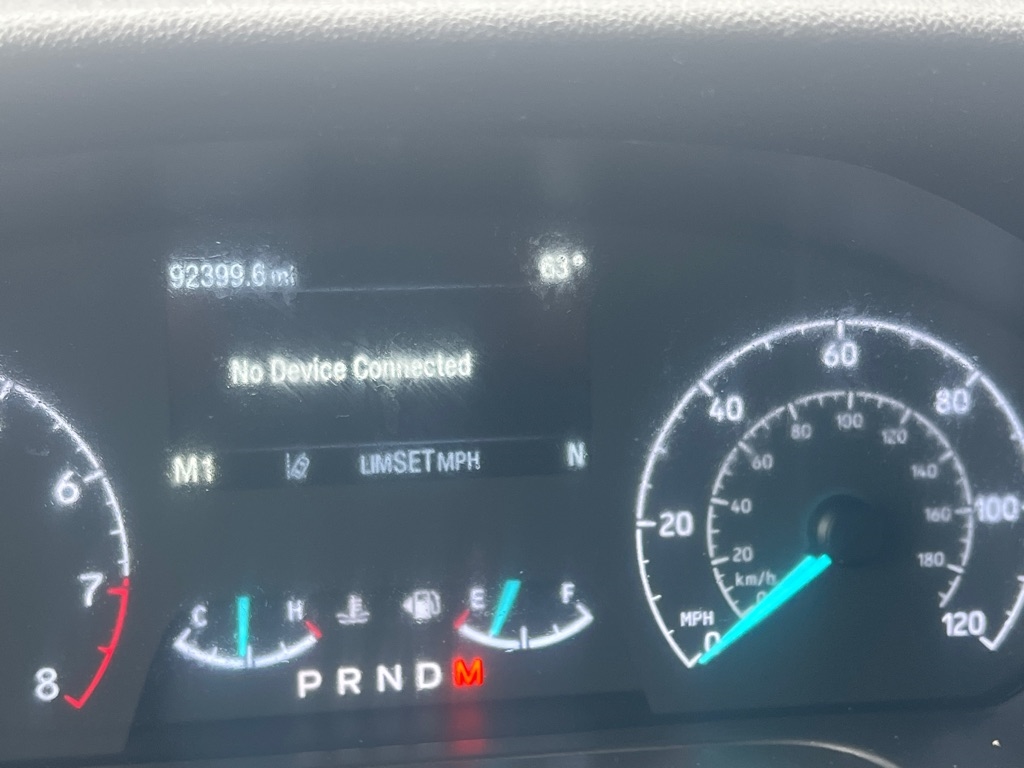 92399.6 mi 63°
No Device Connected
M1 LIMSET MPH N
6
7
8
C H
E F
P R N D M
0 20 40 60 80 100 120
MPH
0 20 40 60 80 100 120 140 160 180
km/h